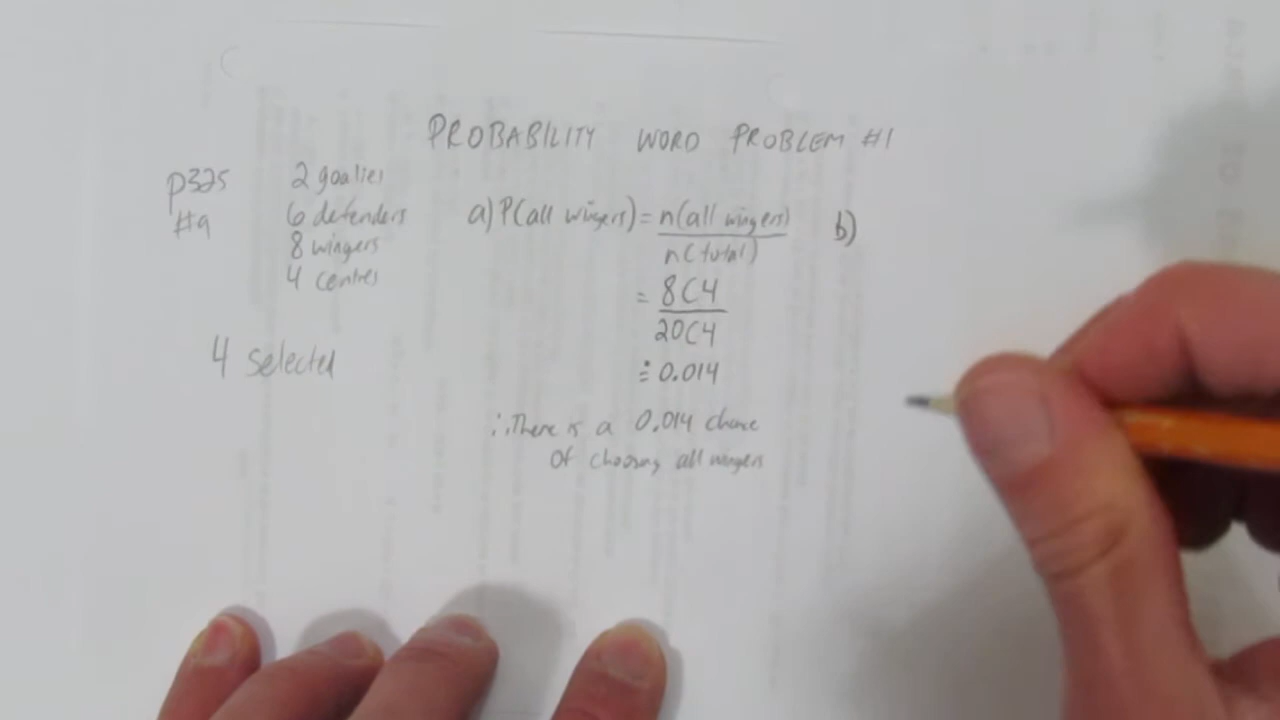 PROBABILITY WORD PROBLEM #1
p325
#9
2 goalies
6 defenders
8 wingers
4 centres
4 selected
a) P(all wingers) = n(all wingers)
n(total)
= 8C4
20C4
≐ 0.014
∴ There is a 0.014 chance
of choosing all wingers
b)